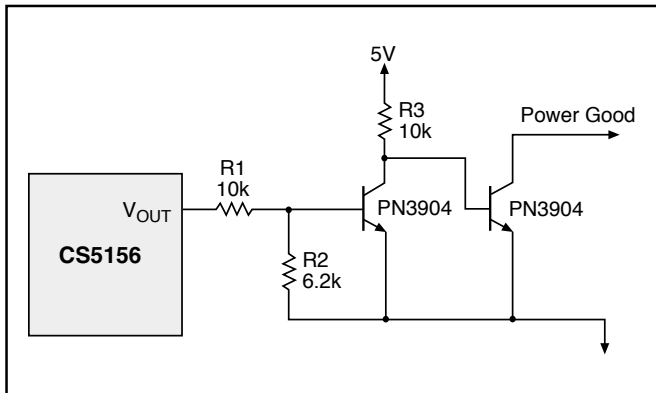 5V
R3
10k
Power Good
R1
10k
VOUT
PN3904
PN3904
CS5156
R2
6.2k